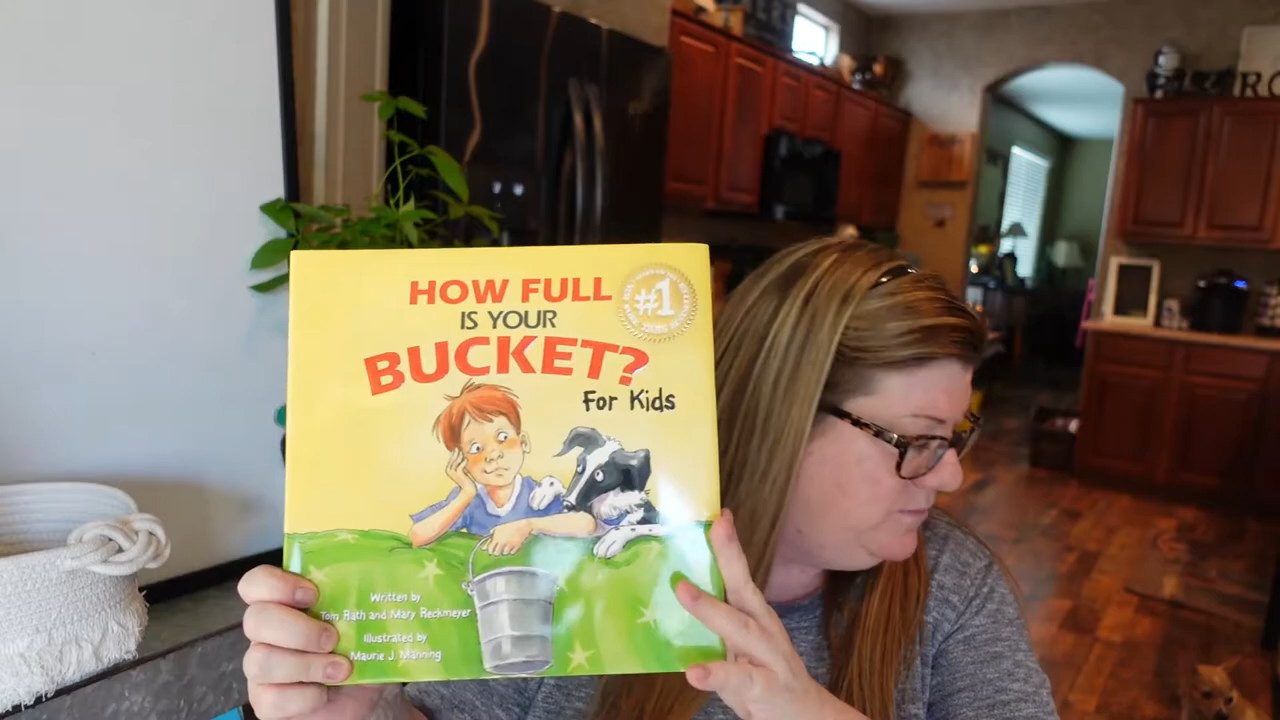 HOW FULL
IS YOUR
BUCKET?
For Kids
#1
Written by
Tom Rath and Mary Reckmeyer
Illustrated by
Maurie J. Manning